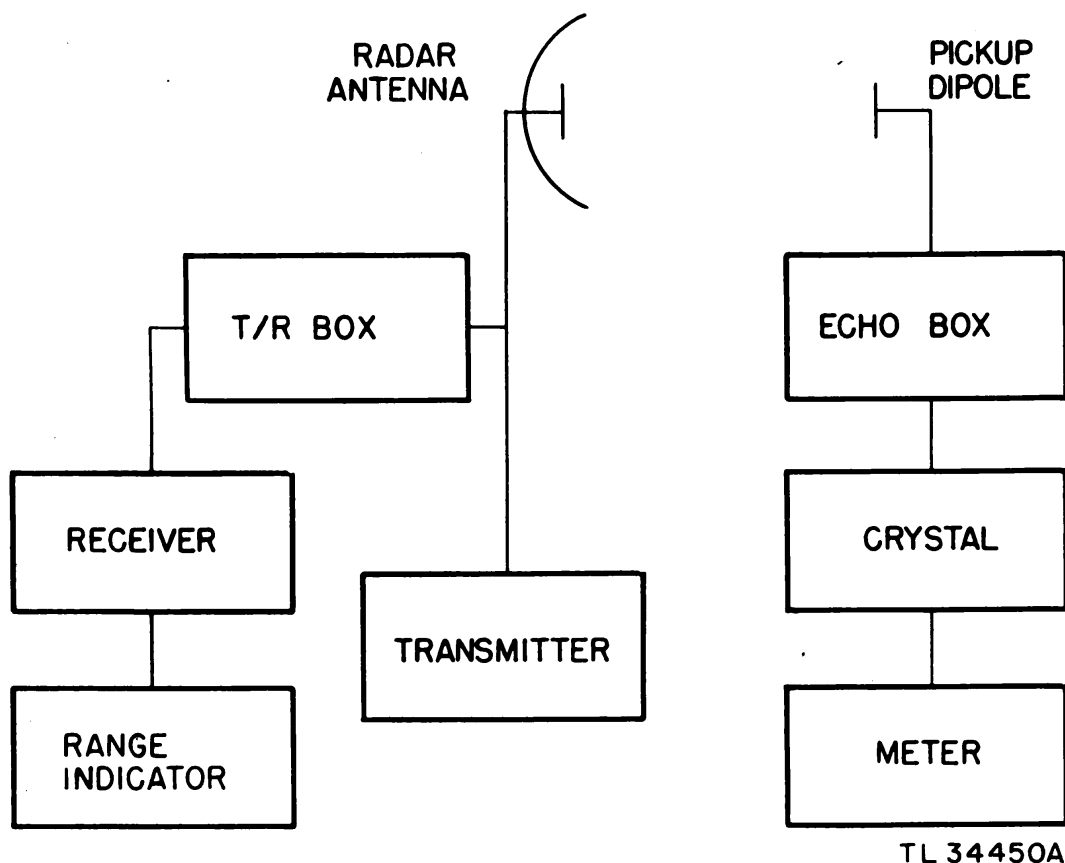 RADAR
ANTENNA
PICKUP
DIPOLE
T/R BOX
ECHO BOX
RECEIVER
CRYSTAL
TRANSMITTER
RANGE
INDICATOR
METER
TL 34450A